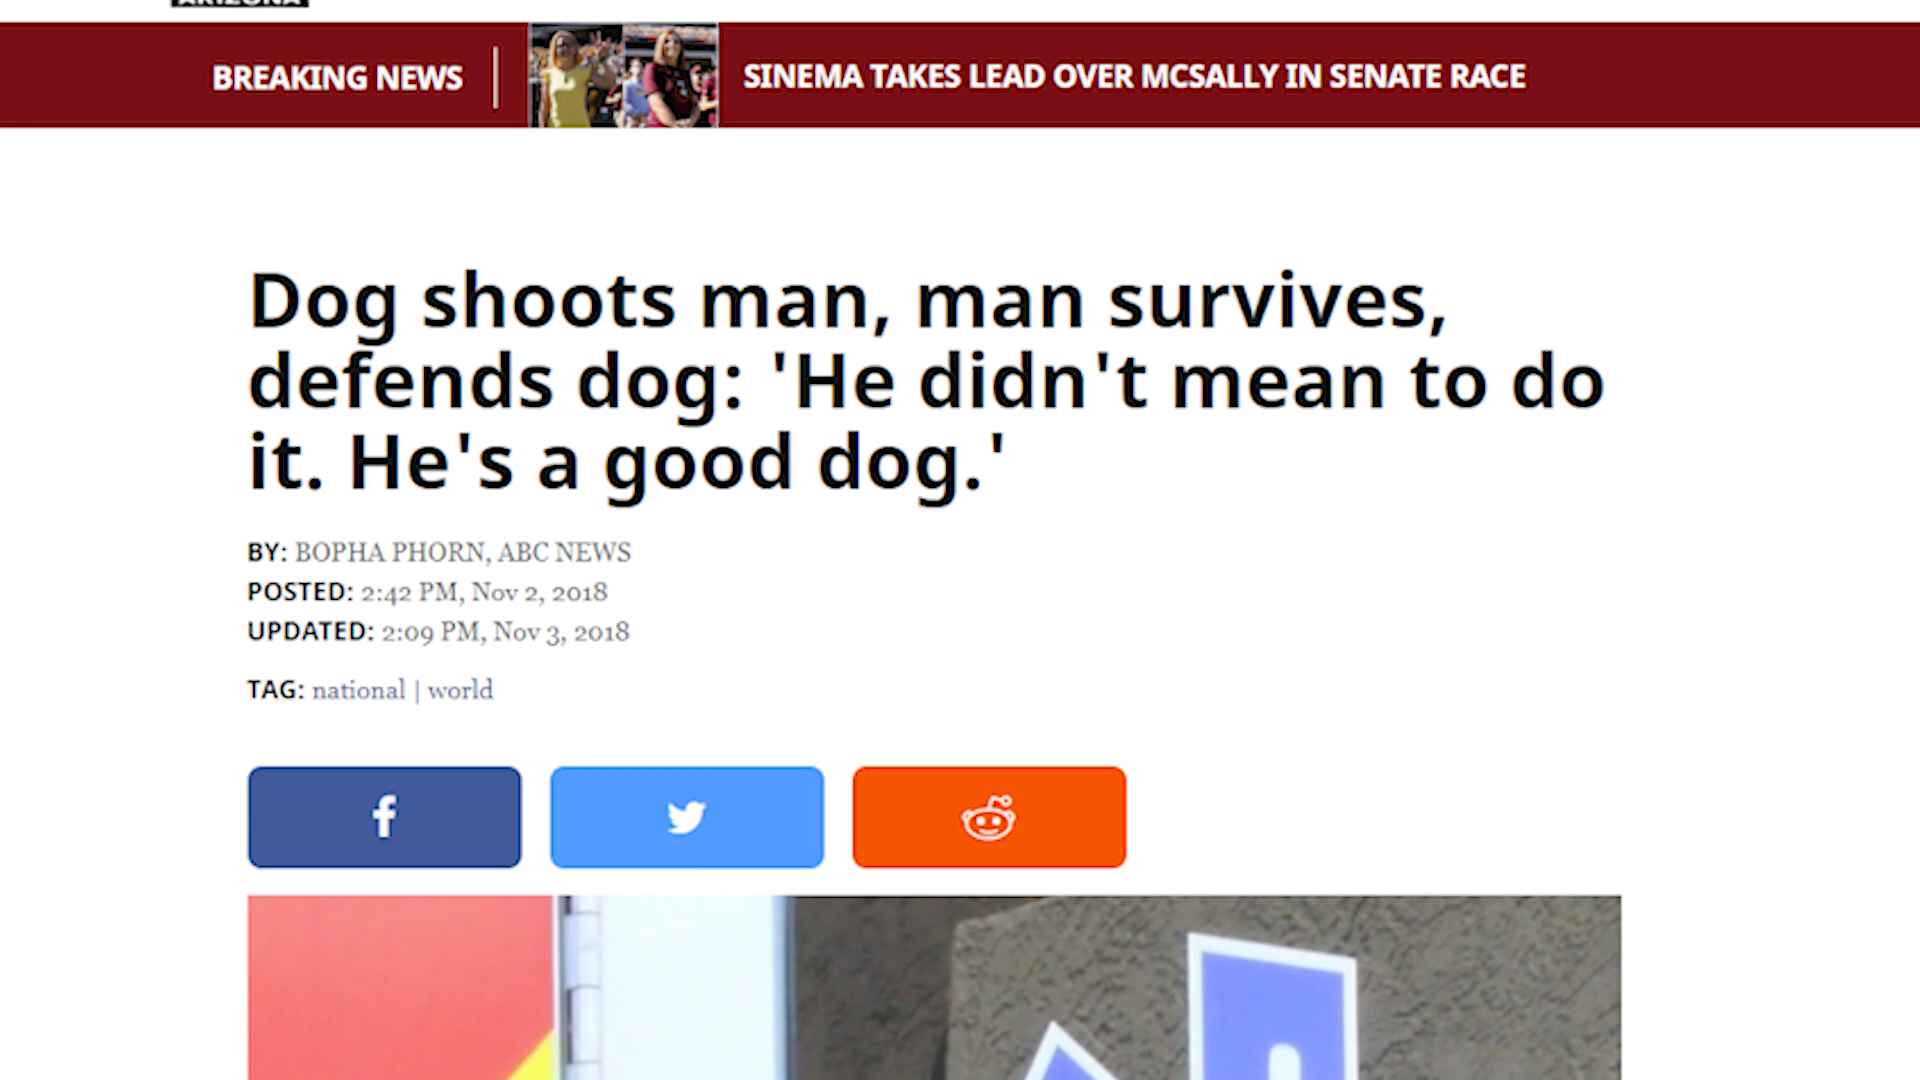 ARIZONA
BREAKING NEWS
SINEMA TAKES LEAD OVER MCSALLY IN SENATE RACE
Dog shoots man, man survives,
defends dog: 'He didn't mean to do
it. He's a good dog.'
BY: BOPHA PHORN, ABC NEWS
POSTED: 2:42 PM, Nov 2, 2018
UPDATED: 2:09 PM, Nov 3, 2018
TAG: national | world